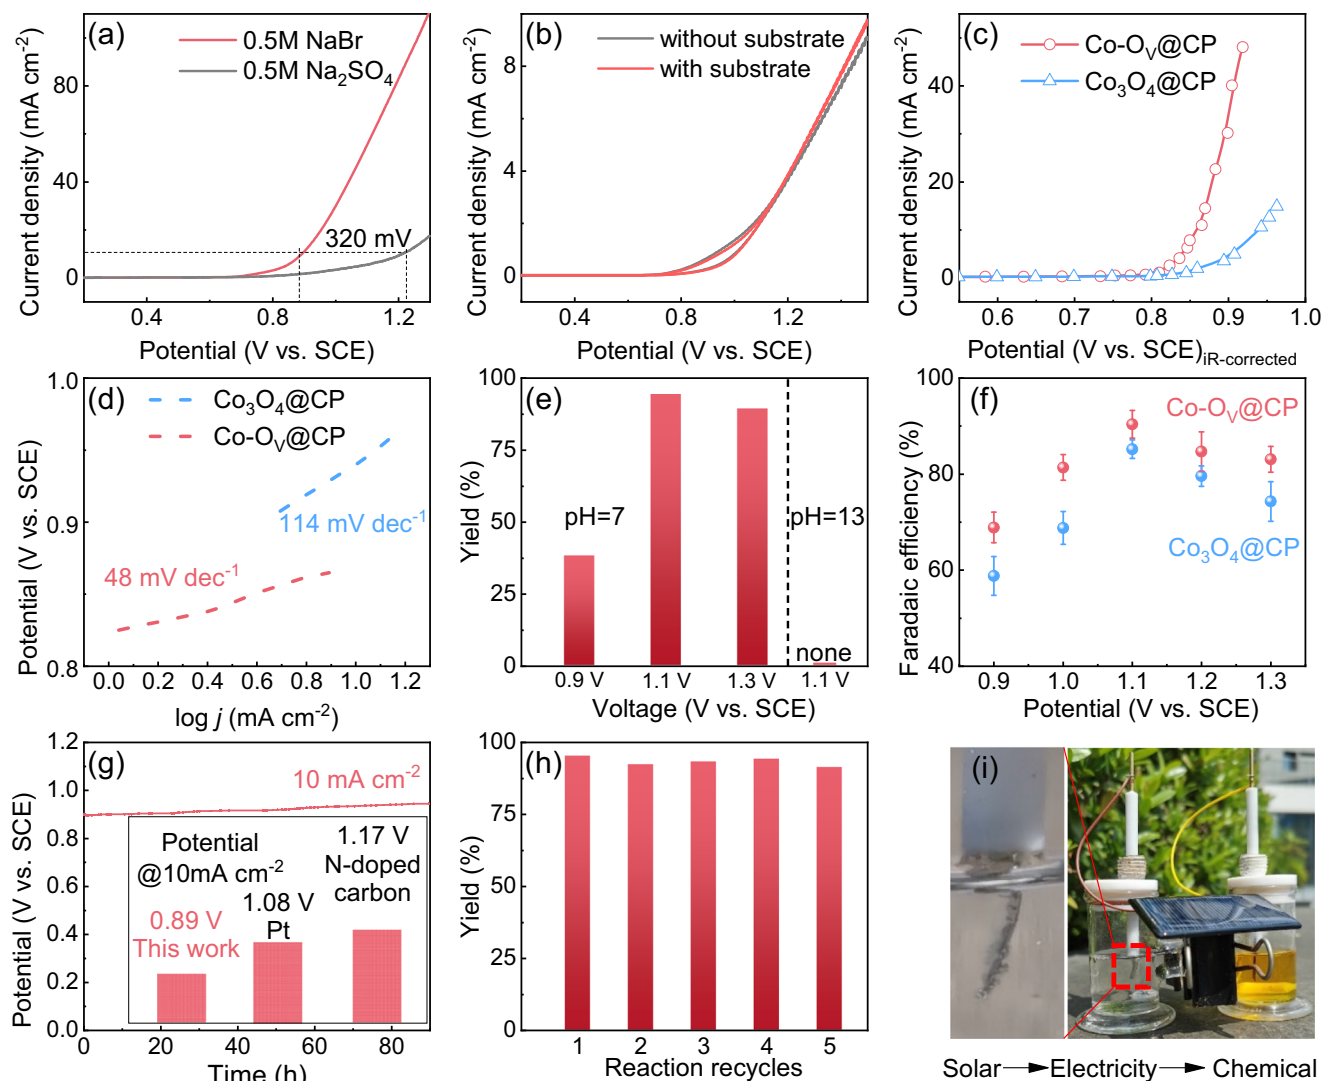 (a)
0.5M NaBr
0.5M Na₂SO₄
320 mV
80
40
0
0.4 0.8 1.2
Current density (mA cm⁻²)
Potential (V vs. SCE)
(b)
without substrate
with substrate
8
4
0
0.4 0.8 1.2
Current density (mA cm⁻²)
Potential (V vs. SCE)
(c)
Co-O_V@CP
Co₃O₄@CP
40
20
0
0.6 0.7 0.8 0.9 1.0
Current density (mA cm⁻²)
Potential (V vs. SCE)iR-corrected
(d)
Co₃O₄@CP
Co-O_V@CP
114 mV dec⁻¹
48 mV dec⁻¹
1.0
0.9
0.8
0.0 0.2 0.4 0.6 0.8 1.0 1.2
Potential (V vs. SCE)
log j (mA cm⁻²)
(e)
100
75
50
25
0
pH=7
pH=13
none
0.9 V 1.1 V 1.3 V 1.1 V
Yield (%)
Voltage (V vs. SCE)
(f)
Co-O_V@CP
Co₃O₄@CP
100
80
60
40
0.9 1.0 1.1 1.2 1.3
Faradaic efficiency (%)
Potential (V vs. SCE)
(g)
10 mA cm⁻²
1.2
1.0
0.8
0.6
0.4
0.2
0.0
Potential
@10mA cm⁻²
0.89 V
This work
1.08 V
Pt
1.17 V
N-doped
carbon
0 20 40 60 80
Potential (V vs. SCE)
Time (h)
(h)
100
75
50
25
0
1 2 3 4 5
Yield (%)
Reaction recycles
(i)
Solar → Electricity → Chemical